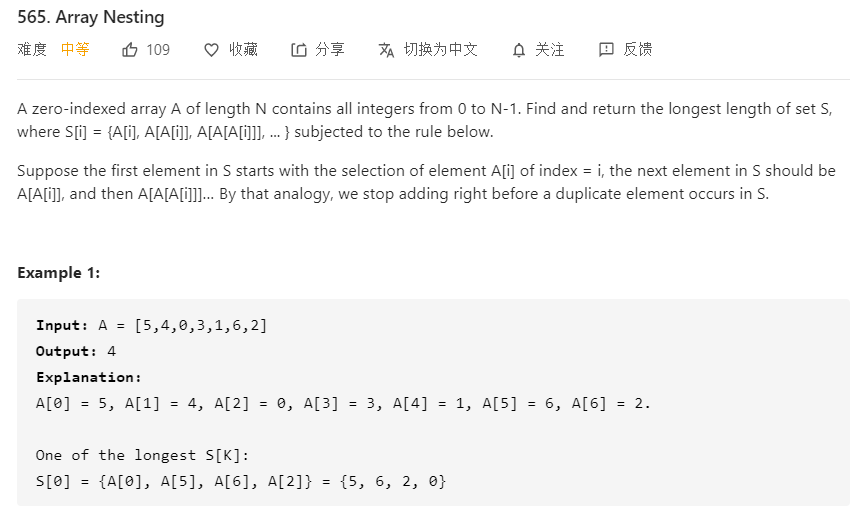 565. Array Nesting
难度 中等 109 收藏 分享 切换为中文 关注 反馈
A zero-indexed array A of length N contains all integers from 0 to N-1. Find and return the longest length of set S,
where S[i] = {A[i], A[A[i]], A[A[A[i]]], ... } subjected to the rule below.
Suppose the first element in S starts with the selection of element A[i] of index = i, the next element in S should be
A[A[i]], and then A[A[A[i]]]… By that analogy, we stop adding right before a duplicate element occurs in S.
Example 1:
Input: A = [5,4,0,3,1,6,2]
Output: 4
Explanation:
A[0] = 5, A[1] = 4, A[2] = 0, A[3] = 3, A[4] = 1, A[5] = 6, A[6] = 2.
One of the longest S[K]:
S[0] = {A[0], A[5], A[6], A[2]} = {5, 6, 2, 0}